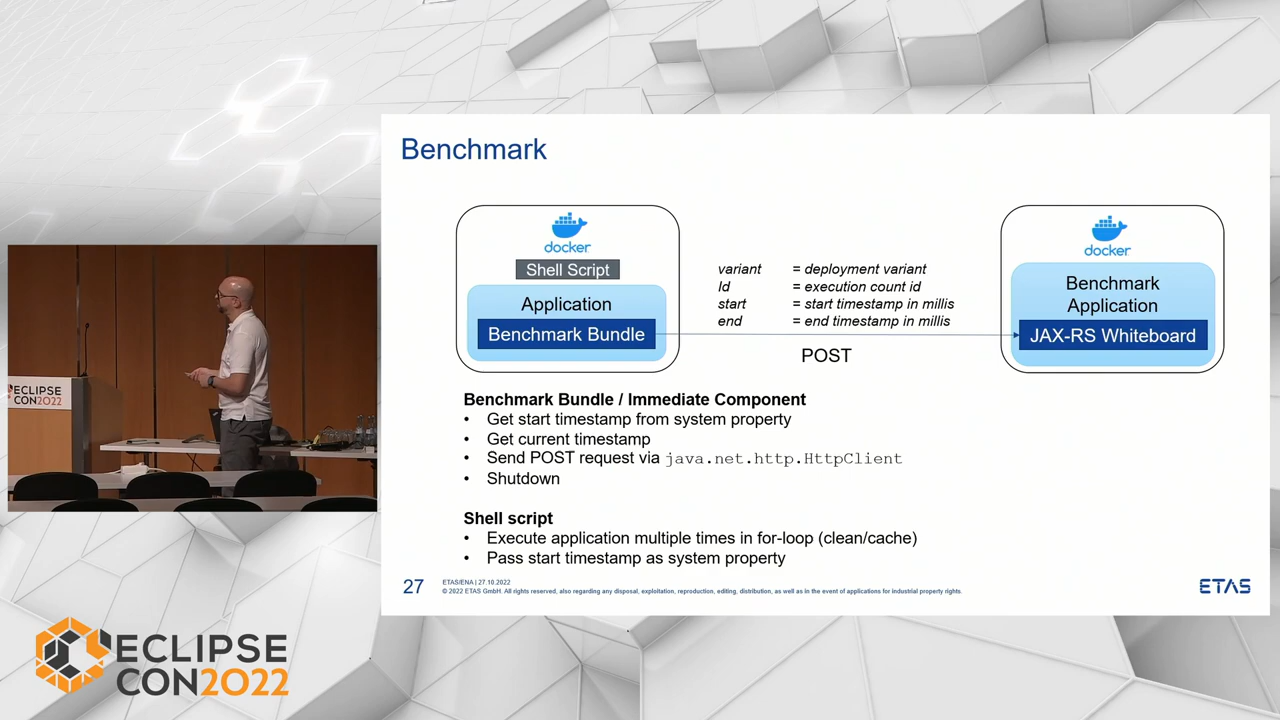 Benchmark
docker
Shell Script
Application
Benchmark Bundle
variant = deployment variant
Id = execution count id
start = start timestamp in millis
end = end timestamp in millis
POST
docker
Benchmark
Application
JAX-RS Whiteboard
Benchmark Bundle / Immediate Component
• Get start timestamp from system property
• Get current timestamp
• Send POST request via java.net.http.HttpClient
• Shutdown
Shell script
• Execute application multiple times in for-loop (clean/cache)
• Pass start timestamp as system property
27
ETAS/ENA | 27.10.2022
© 2022 ETAS GmbH. All rights reserved, also regarding any disposal, exploitation, reproduction, editing, distribution, as well as in the event of applications for industrial property rights.
ETAS
ECLIPSE
CON2022
ECLIPSE
CON2022